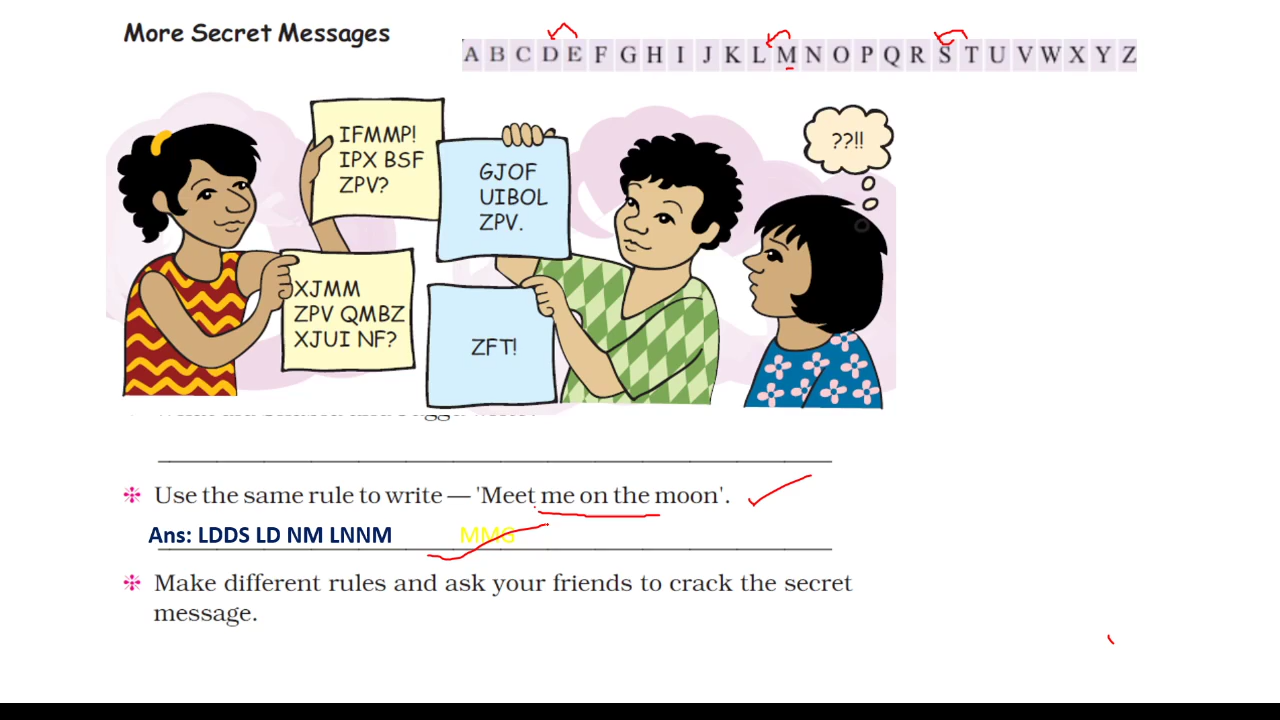 More Secret Messages
A B C D E F G H I J K L M N O P Q R S T U V W X Y Z
IFMMP!
IPX BSF
ZPV?
GJOF
UIBOL
ZPV.
??!!
XJMM
ZPV QMBZ
XJUI NF?
ZFT!
Use the same rule to write — 'Meet me on the moon'.
Ans: LDDS LD NM LNNM MMG
Make different rules and ask your friends to crack the secret
message.